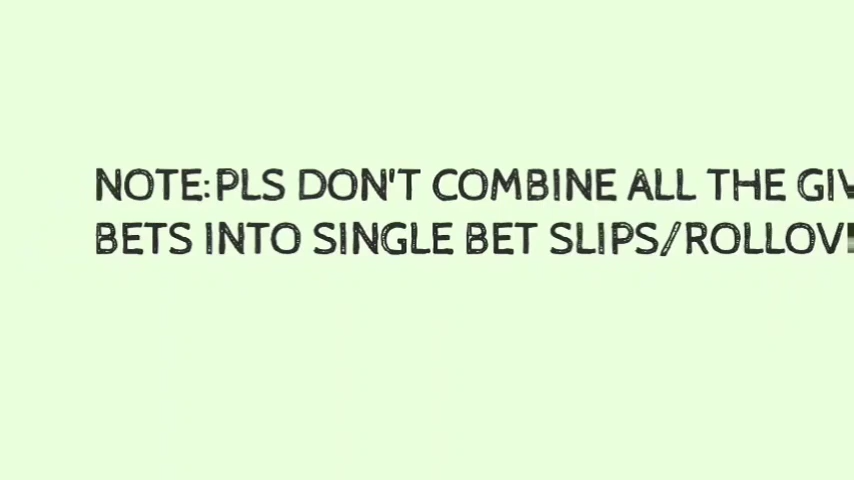 NOTE:PLS DON'T COMBINE ALL THE
BETS INTO SINGLE BET SLIPS/